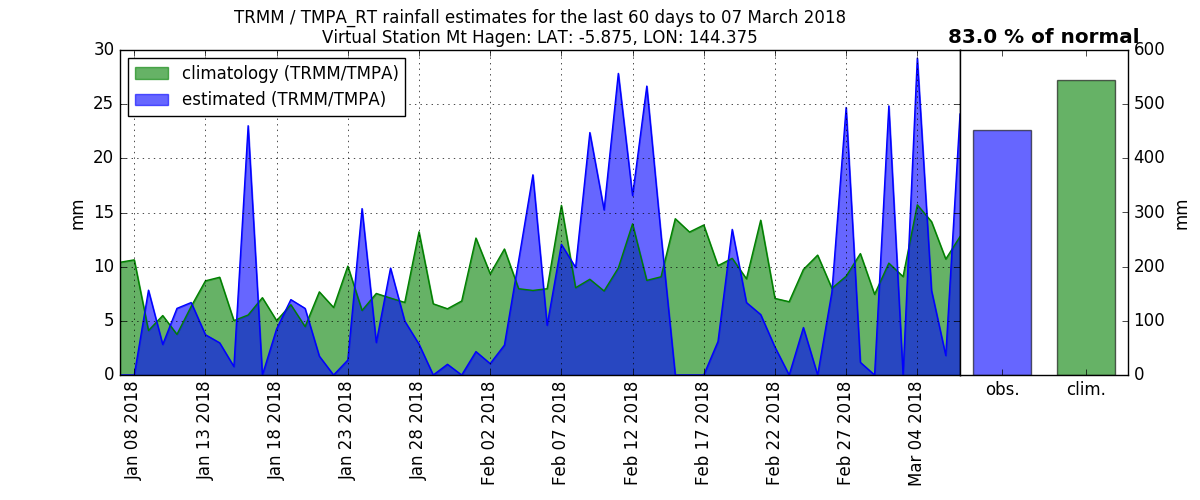 TRMM / TMPA_RT rainfall estimates for the last 60 days to 07 March 2018
Virtual Station Mt Hagen: LAT: -5.875, LON: 144.375
83.0 % of normal
climatology (TRMM/TMPA)
estimated (TRMM/TMPA)
mm
30
25
20
15
10
5
0
Jan 08 2018
Jan 13 2018
Jan 18 2018
Jan 23 2018
Jan 28 2018
Feb 02 2018
Feb 07 2018
Feb 12 2018
Feb 17 2018
Feb 22 2018
Feb 27 2018
Mar 04 2018
obs.
clim.
600
500
400
300
200
100
0
mm